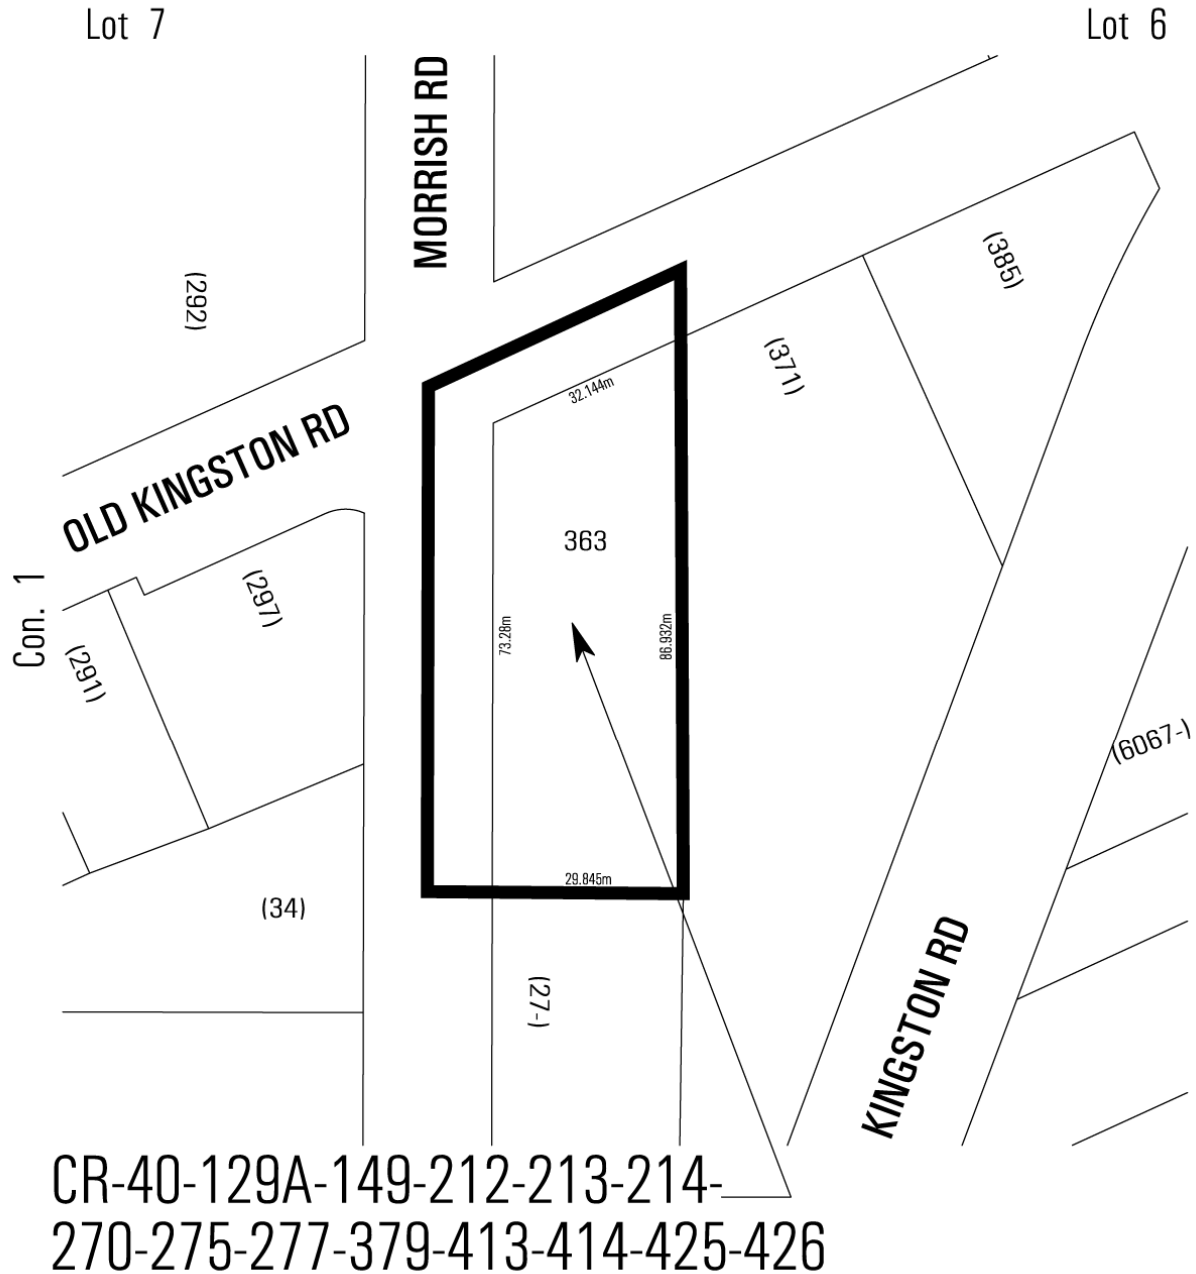 Lot 7
Lot 6
MORRISH RD
(292)
(385)
(371)
32.144m
OLD KINGSTON RD
363
Con. 1
(297)
(291)
73.28m
86.932m
(6067-)
29.845m
(34)
(27-)
KINGSTON RD
CR-40-129A-149-212-213-214-
270-275-277-379-413-414-425-426